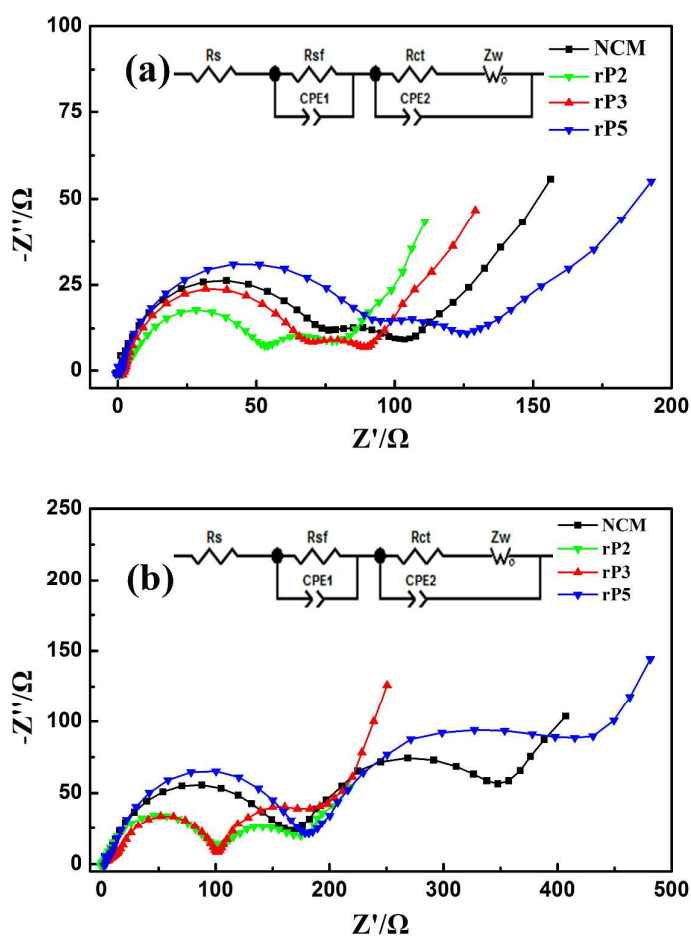 100
(a)
Rs
Rsf
Rct
Zw
CPE1
CPE2
NCM
rP2
rP3
rP5
75
50
25
0
-Z''/Ω
0
50
100
150
200
Z'/Ω
250
(b)
Rs
Rsf
Rct
Zw
CPE1
CPE2
NCM
rP2
rP3
rP5
200
150
100
50
0
-Z''/Ω
0
100
200
300
400
500
Z'/Ω